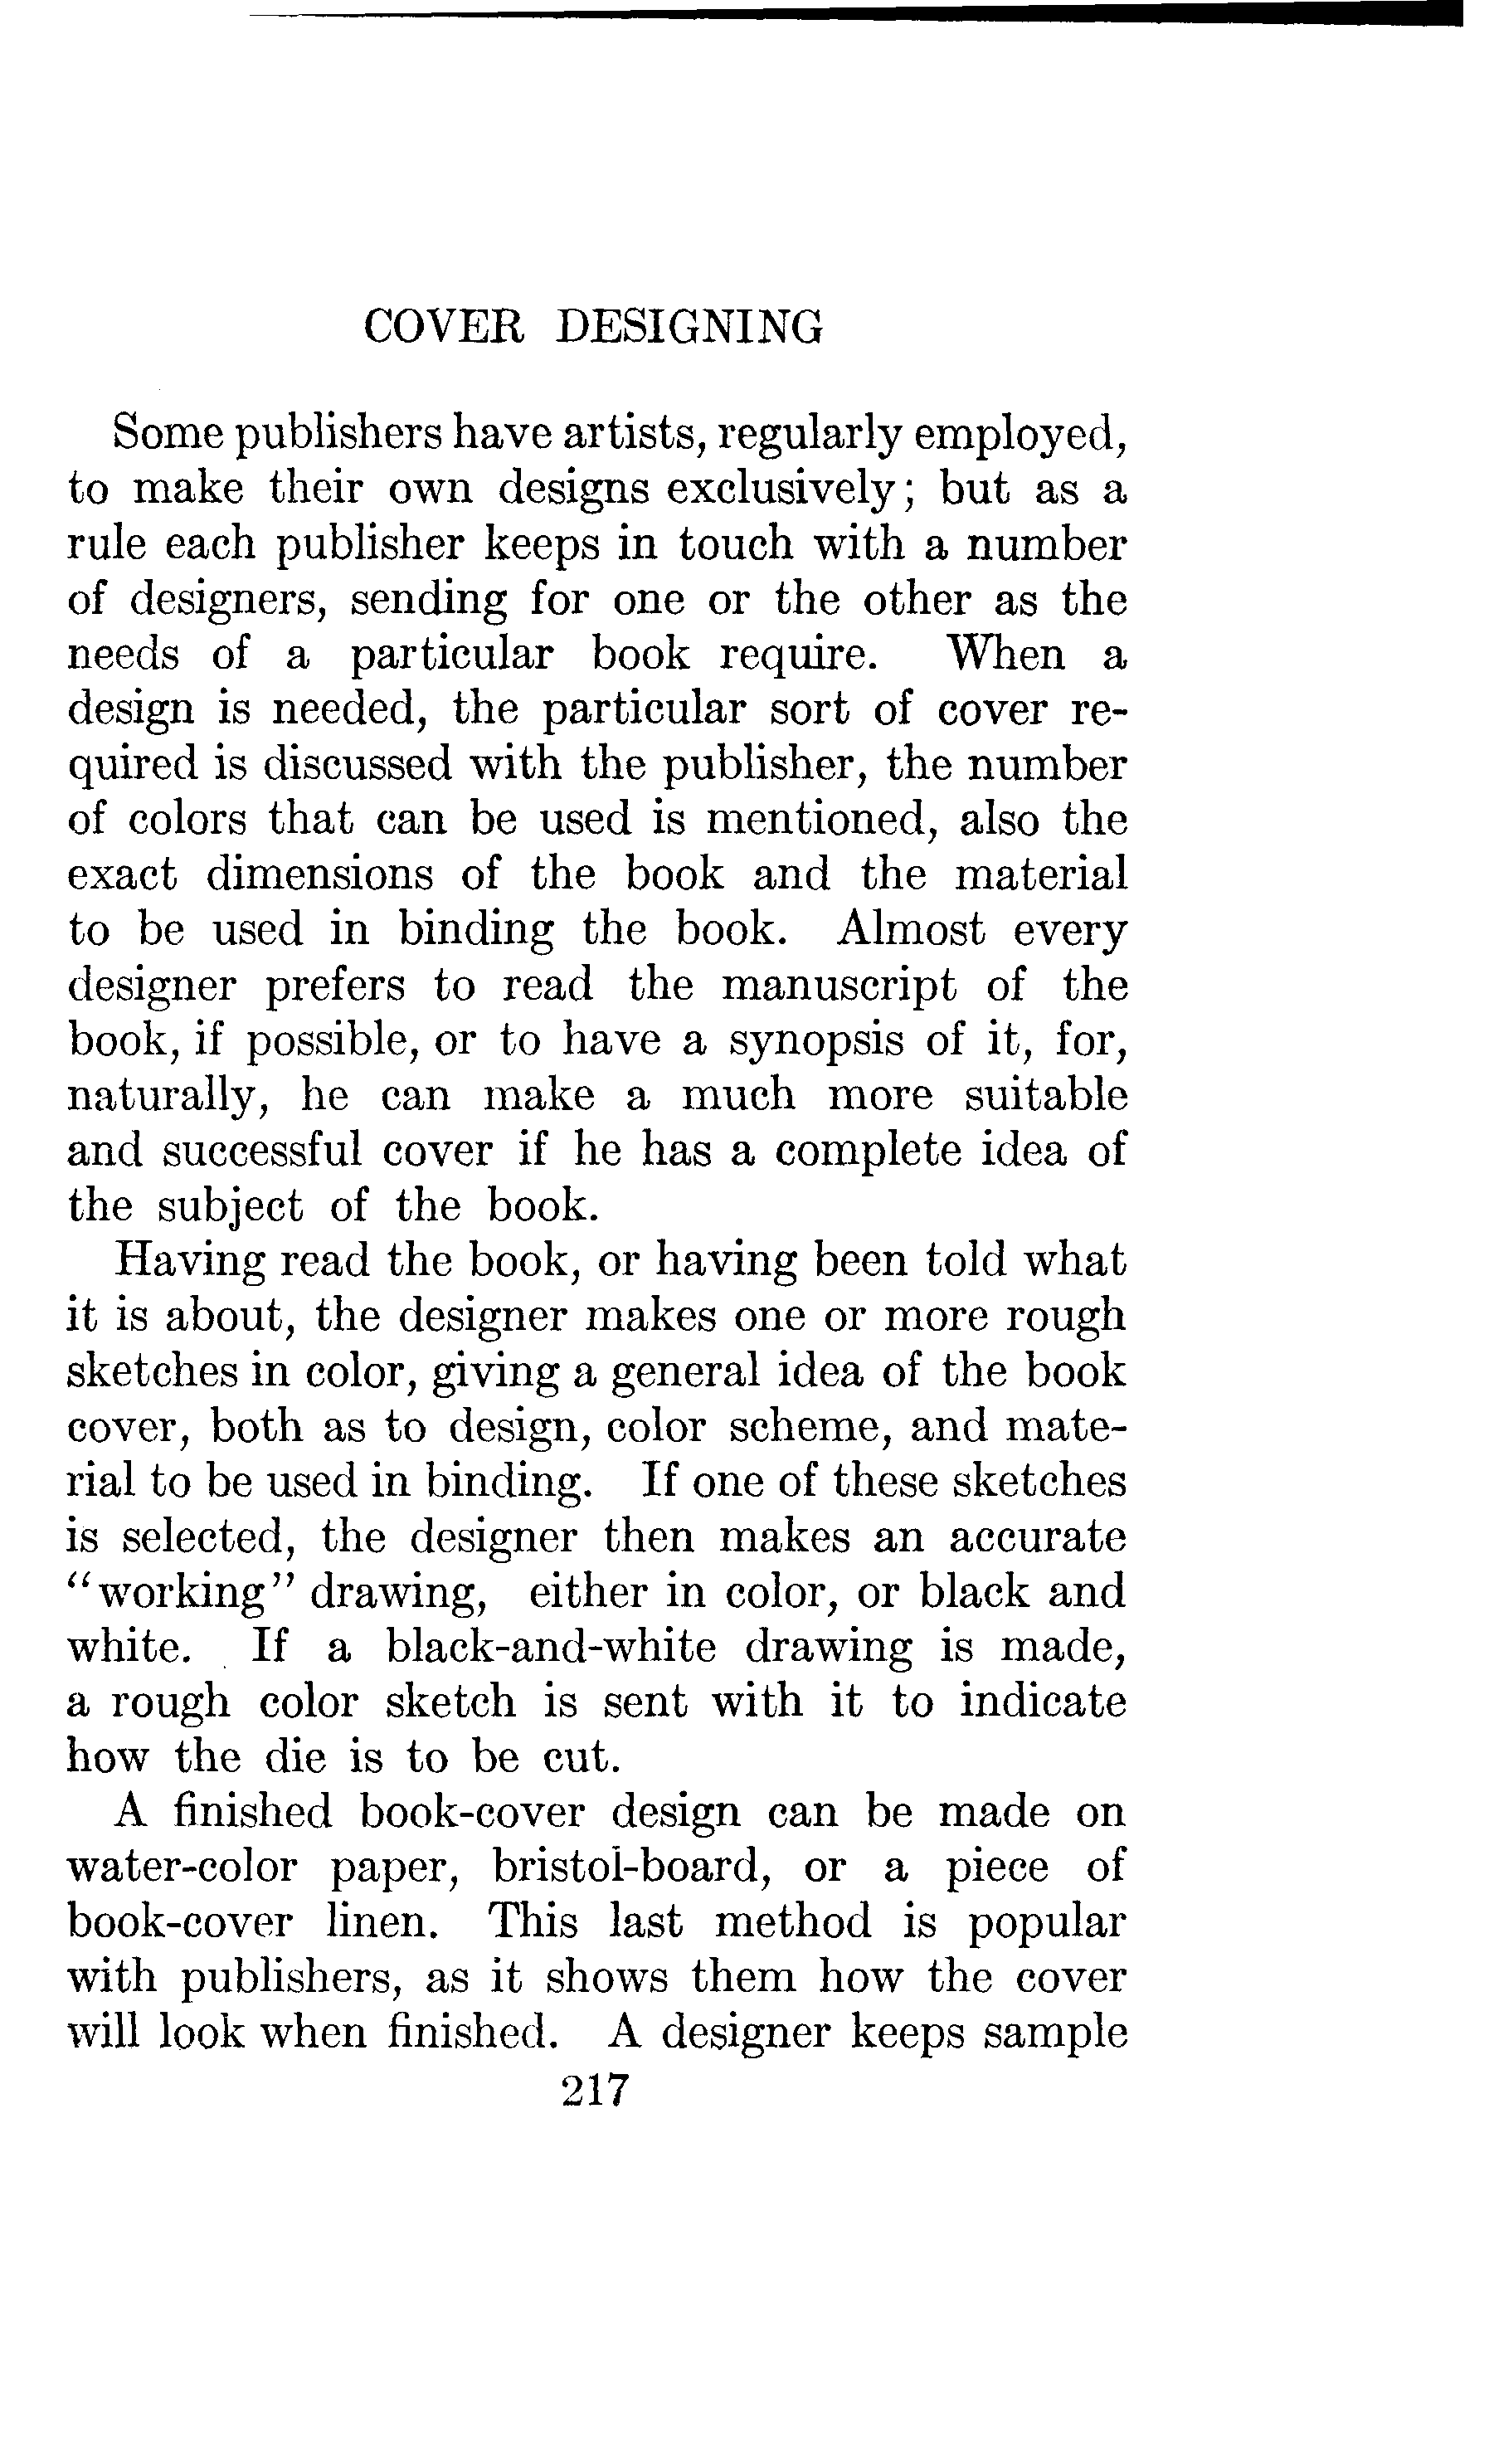 COVER DESIGNING
Some publishers have artists, regularly employed,
to make their own designs exclusively; but as a
rule each publisher keeps in touch with a number
of designers, sending for one or the other as the
needs of a particular book require. When a
design is needed, the particular sort of cover re-
quired is discussed with the publisher, the number
of colors that can be used is mentioned, also the
exact dimensions of the book and the material
to be used in binding the book. Almost every
designer prefers to read the manuscript of the
book, if possible, or to have a synopsis of it, for,
naturally, he can make a much more suitable
and successful cover if he has a complete idea of
the subject of the book.
Having read the book, or having been told what
it is about, the designer makes one or more rough
sketches in color, giving a general idea of the book
cover, both as to design, color scheme, and mate-
rial to be used in binding. If one of these sketches
is selected, the designer then makes an accurate
“working” drawing, either in color, or black and
white. If a black-and-white drawing is made,
a rough color sketch is sent with it to indicate
how the die is to be cut.
A finished book-cover design can be made on
water-color paper, bristol-board, or a piece of
book-cover linen. This last method is popular
with publishers, as it shows them how the cover
will look when finished. A designer keeps sample
217